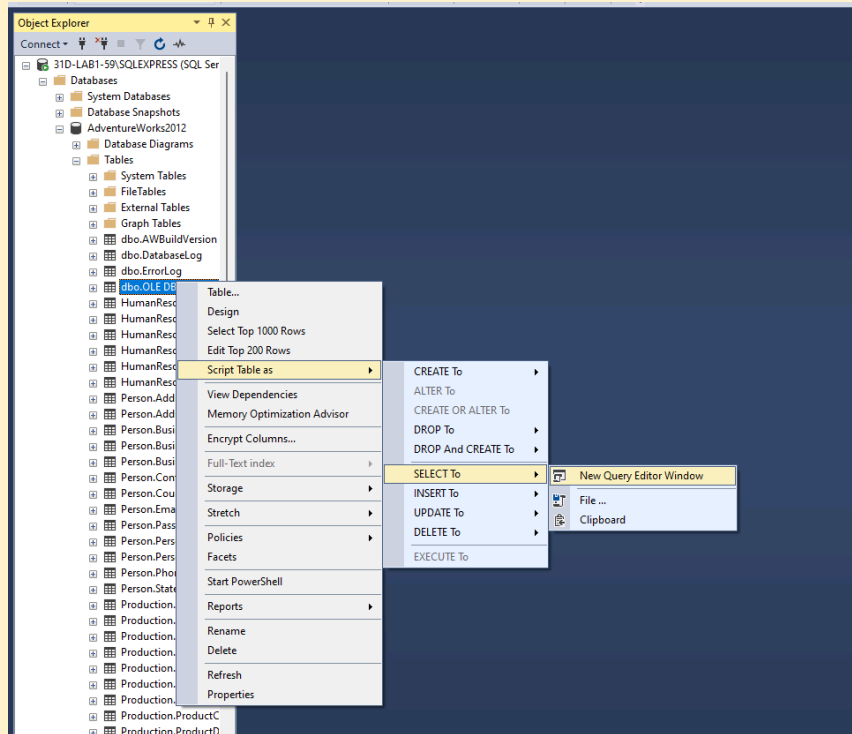 Object Explorer
Connect
31D-LAB1-59\SQLEXPRESS (SQL Ser
Databases
System Databases
Database Snapshots
AdventureWorks2012
Database Diagrams
Tables
System Tables
FileTables
External Tables
Graph Tables
dbo.AWBuildVersion
dbo.DatabaseLog
dbo.ErrorLog
dbo.OLE DB
HumanReso
HumanReso
HumanReso
HumanReso
HumanReso
HumanReso
Person.Add
Person.Add
Person.Busi
Person.Busi
Person.Busi
Person.Con
Person.Cou
Person.Ema
Person.Pass
Person.Pers
Person.Pers
Person.Phon
Person.State
Production.
Production.
Production.
Production.
Production.
Production.
Production.ProductC
Production.ProductD
Table...
Design
Select Top 1000 Rows
Edit Top 200 Rows
Script Table as
View Dependencies
Memory Optimization Advisor
Encrypt Columns...
Full-Text index
Storage
Stretch
Policies
Facets
Start PowerShell
Reports
Rename
Delete
Refresh
Properties
CREATE To
ALTER To
CREATE OR ALTER To
DROP To
DROP And CREATE To
SELECT To
INSERT To
UPDATE To
DELETE To
EXECUTE To
New Query Editor Window
File ...
Clipboard